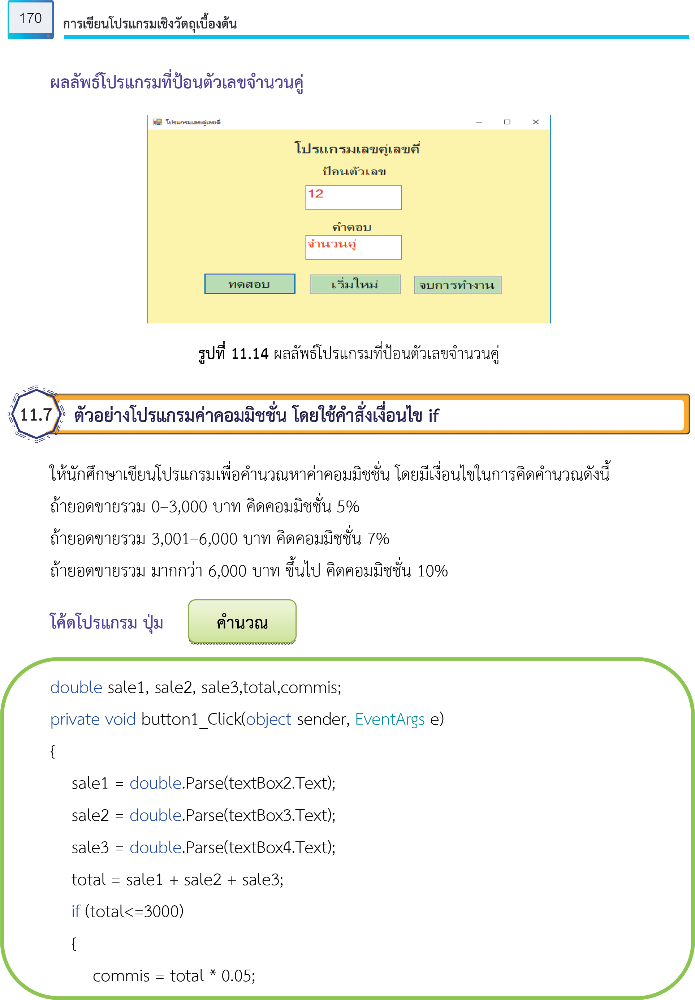 170
การเขียนโปรแกรมเชิงวัตถุเบื้องต้น
ผลลัพธ์โปรแกรมที่ป้อนตัวเลขจำนวนคู่
โปรแกรมเลขคู่เลขคี่
โปรแกรมเลขคู่เลขคี่
ป้อนตัวเลข
12
คำตอบ
จำนวนคู่
ทดสอบ เริ่มใหม่ จบการทำงาน
รูปที่ 11.14 ผลลัพธ์โปรแกรมที่ป้อนตัวเลขจำนวนคู่
11.7 ตัวอย่างโปรแกรมค่าคอมมิชชั่น โดยใช้คำสั่งเงื่อนไข if
ให้นักศึกษาเขียนโปรแกรมเพื่อคำนวณหาค่าคอมมิชชั่น โดยมีเงื่อนไขในการคิดคำนวณดังนี้
ถ้ายอดขายรวม 0–3,000 บาท คิดคอมมิชชั่น 5%
ถ้ายอดขายรวม 3,001–6,000 บาท คิดคอมมิชชั่น 7%
ถ้ายอดขายรวม มากกว่า 6,000 บาท ขึ้นไป คิดคอมมิชชั่น 10%
โค้ดโปรแกรม ปุ่ม คำนวณ
double sale1, sale2, sale3,total,commis;
private void button1_Click(object sender, EventArgs e)
{
sale1 = double.Parse(textBox2.Text);
sale2 = double.Parse(textBox3.Text);
sale3 = double.Parse(textBox4.Text);
total = sale1 + sale2 + sale3;
if (total<=3000)
{
commis = total * 0.05;